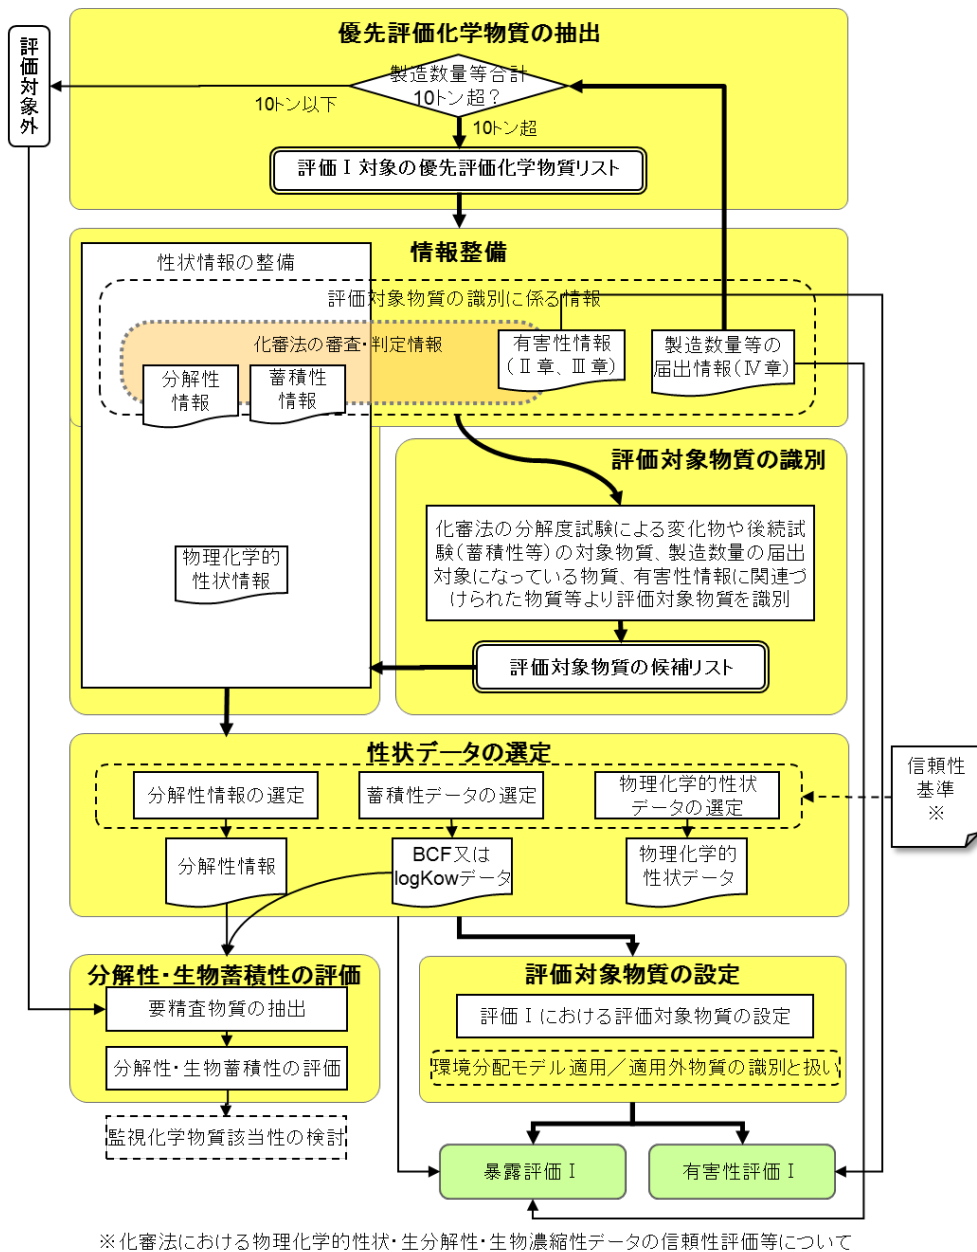 優先評価化学物質の抽出
評価対象外
製造数量等合計
10トン超？
10トン以下
10トン超
評価Ⅰ対象の優先評価化学物質リスト
情報整備
性状情報の整備
評価対象物質の識別に係る情報
化審法の審査・判定情報
有害性情報
（Ⅱ章、Ⅲ章）
製造数量等の
届出情報（Ⅳ章）
分解性
情報
蓄積性
情報
物理化学的
性状情報
評価対象物質の識別
化審法の分解度試験による変化物や後続試
験（蓄積性等）の対象物質、製造数量の届出
対象になっている物質、有害性情報に関連づ
けられた物質等より評価対象物質を識別
評価対象物質の候補リスト
性状データの選定
分解性情報の選定
蓄積性データの選定
物理化学的性状
データの選定
信頼性
基準
※
分解性情報
BCF又は
logKowデータ
物理化学的
性状データ
分解性・生物蓄積性の評価
要精査物質の抽出
分解性・生物蓄積性の評価
監視化学物質該当性の検討
評価対象物質の設定
評価Ⅰにおける評価対象物質の設定
環境分配モデル適用／適用外物質の識別と扱い
暴露評価Ⅰ
有害性評価Ⅰ
※化審法における物理化学的性状・生分解性・生物濃縮性データの信頼性評価等について